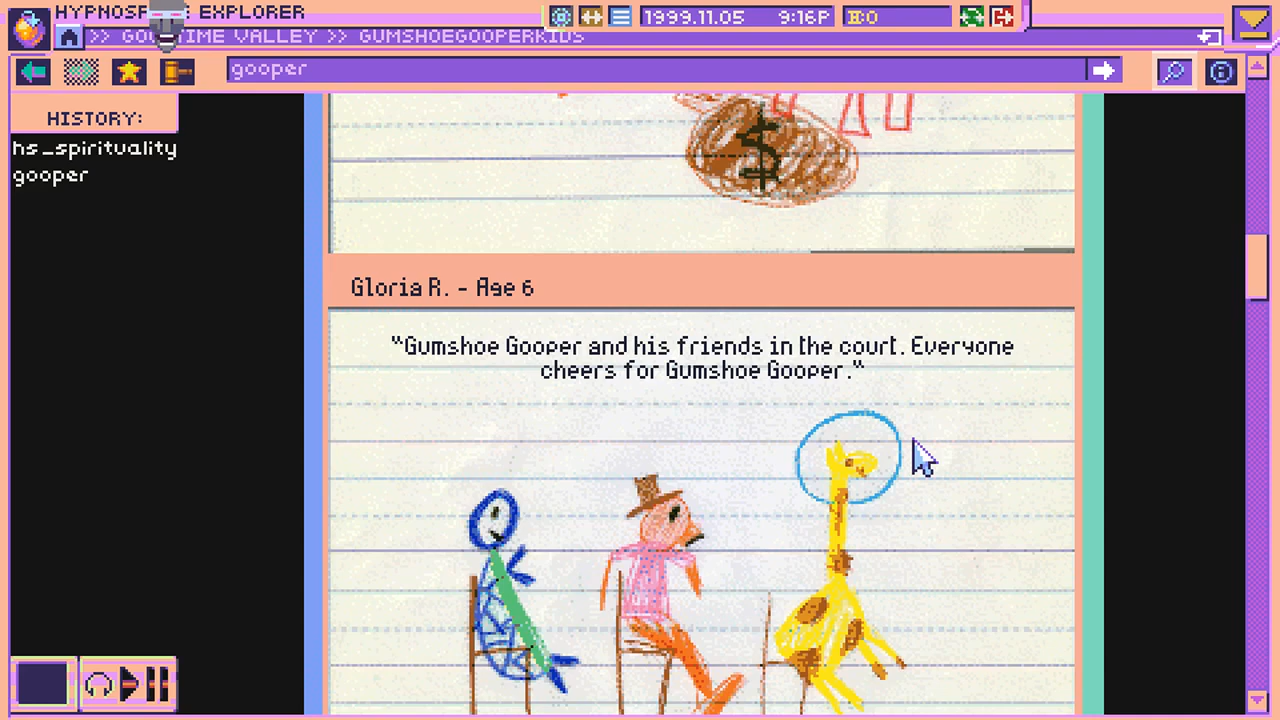 HYPNOSP E EXPLORER
1999.11.05 9:16P
0
>> GOO TIME VALLEY >> GUMSHOEGOOPERKIDS
gooper
HISTORY:
hs_spirituality
gooper
$
Gloria R. - Age 6
"Gumshoe Gooper and his friends in the court. Everyone
cheers for Gumshoe Gooper."